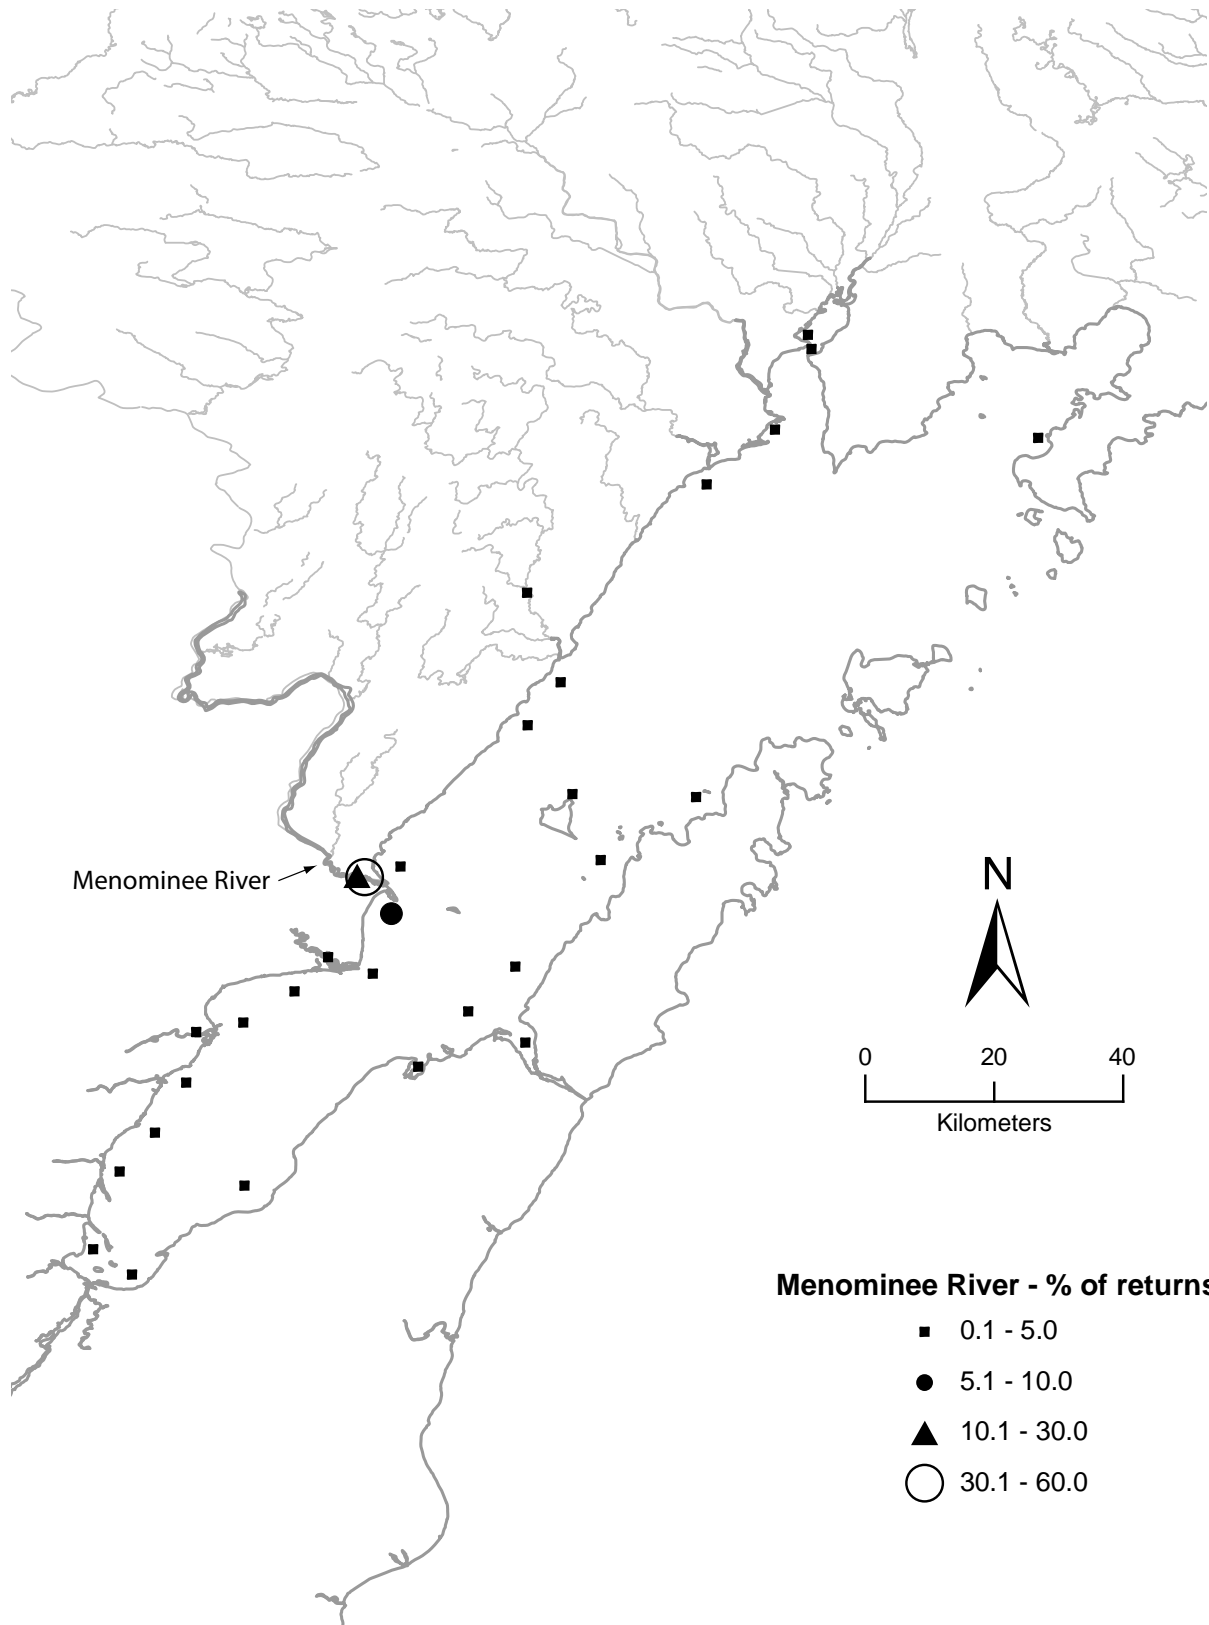 Menominee River
N
0 20 40
Kilometers
Menominee River - % of returns
0.1 - 5.0
5.1 - 10.0
10.1 - 30.0
30.1 - 60.0